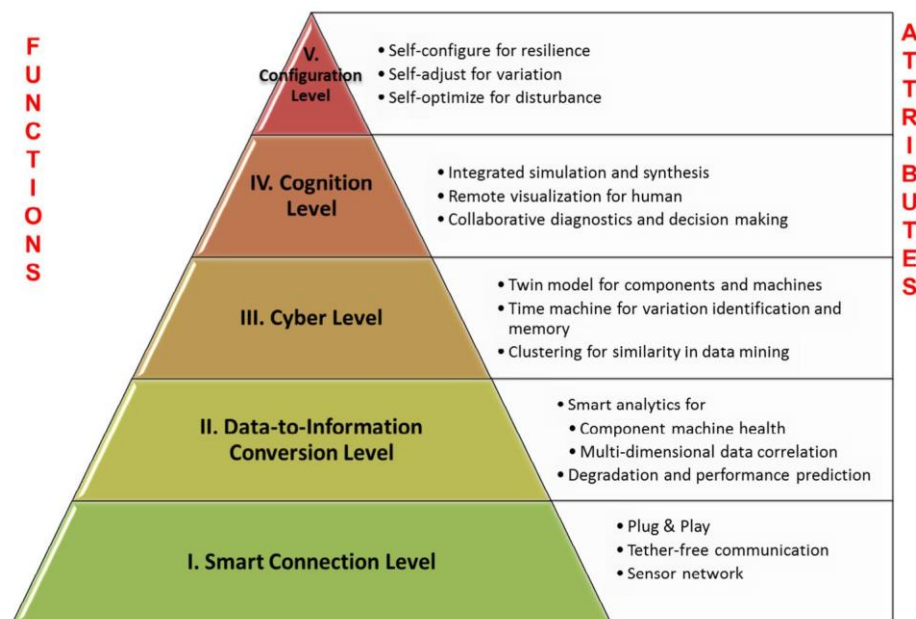 FUNCTIONS
ATTRIBUTES
V.
Configuration
Level
• Self-configure for resilience
• Self-adjust for variation
• Self-optimize for disturbance
IV. Cognition
Level
• Integrated simulation and synthesis
• Remote visualization for human
• Collaborative diagnostics and decision making
III. Cyber Level
• Twin model for components and machines
• Time machine for variation identification and
memory
• Clustering for similarity in data mining
II. Data-to-Information
Conversion Level
• Smart analytics for
• Component machine health
• Multi-dimensional data correlation
• Degradation and performance prediction
I. Smart Connection Level
• Plug & Play
• Tether-free communication
• Sensor network